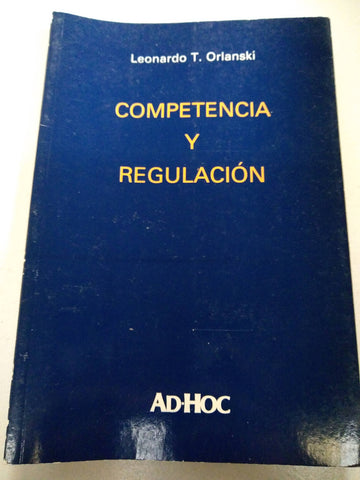 Leonardo T. Orlanski
COMPETENCIA
Y
REGULACIÓN
AD·HOC